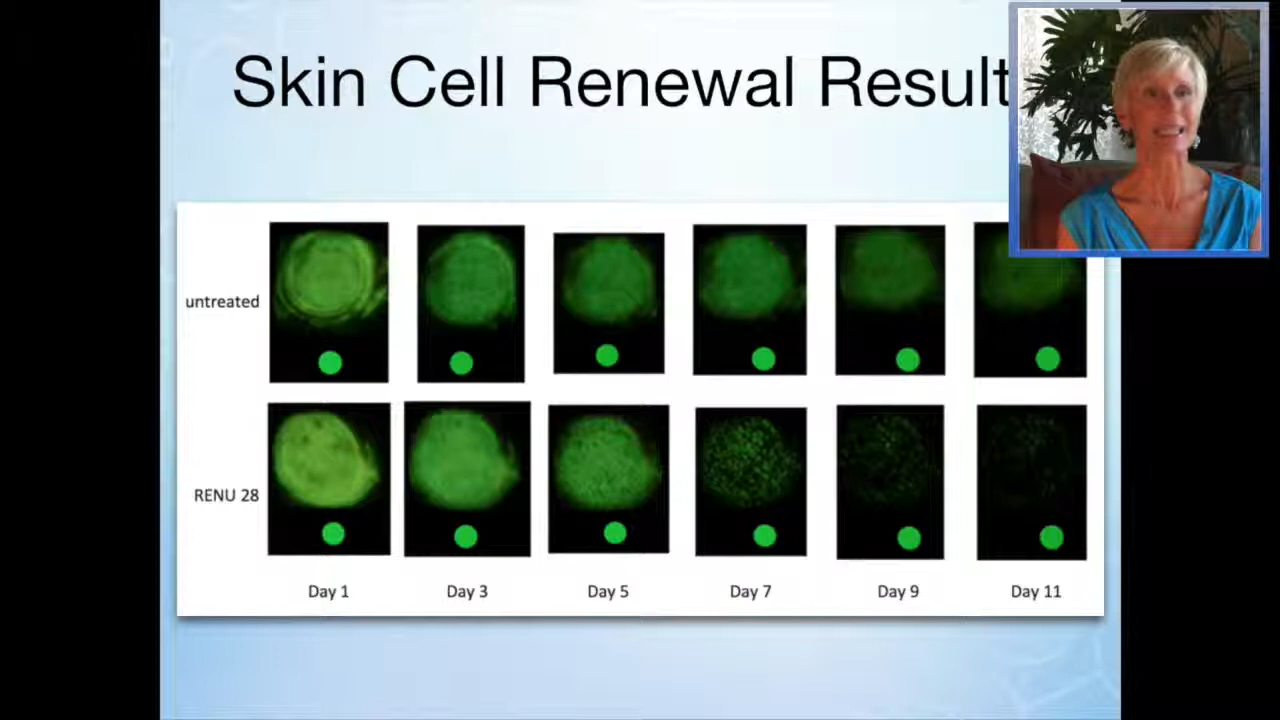 Skin Cell Renewal Result
untreated
RENU 28
Day 1 Day 3 Day 5 Day 7 Day 9 Day 11